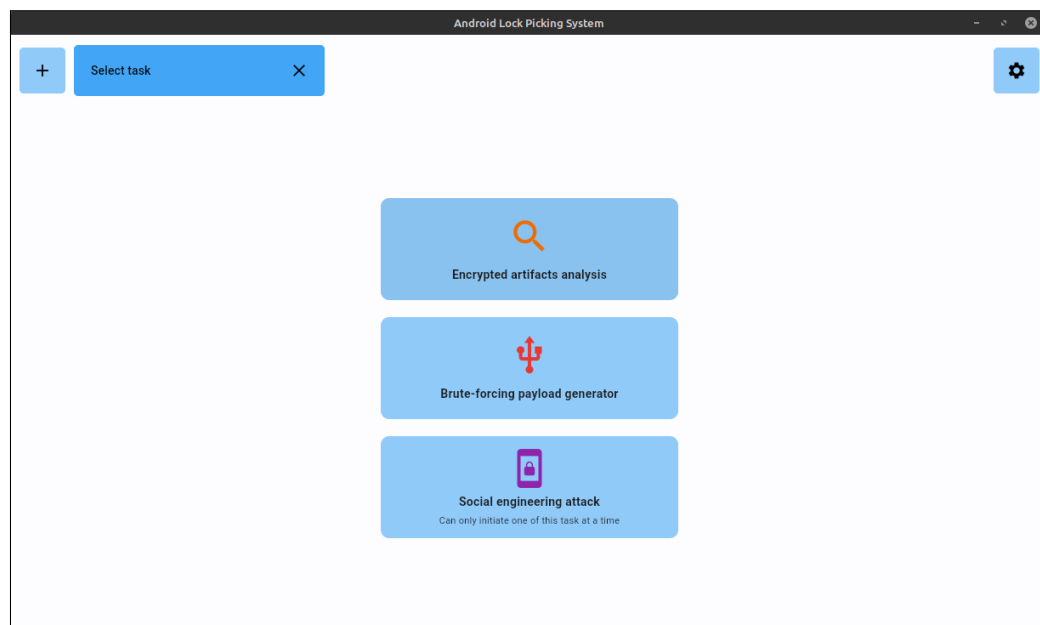 Android Lock Picking System
Select task
Encrypted artifacts analysis
Brute-forcing payload generator
Social engineering attack
Can only initiate one of this task at a time